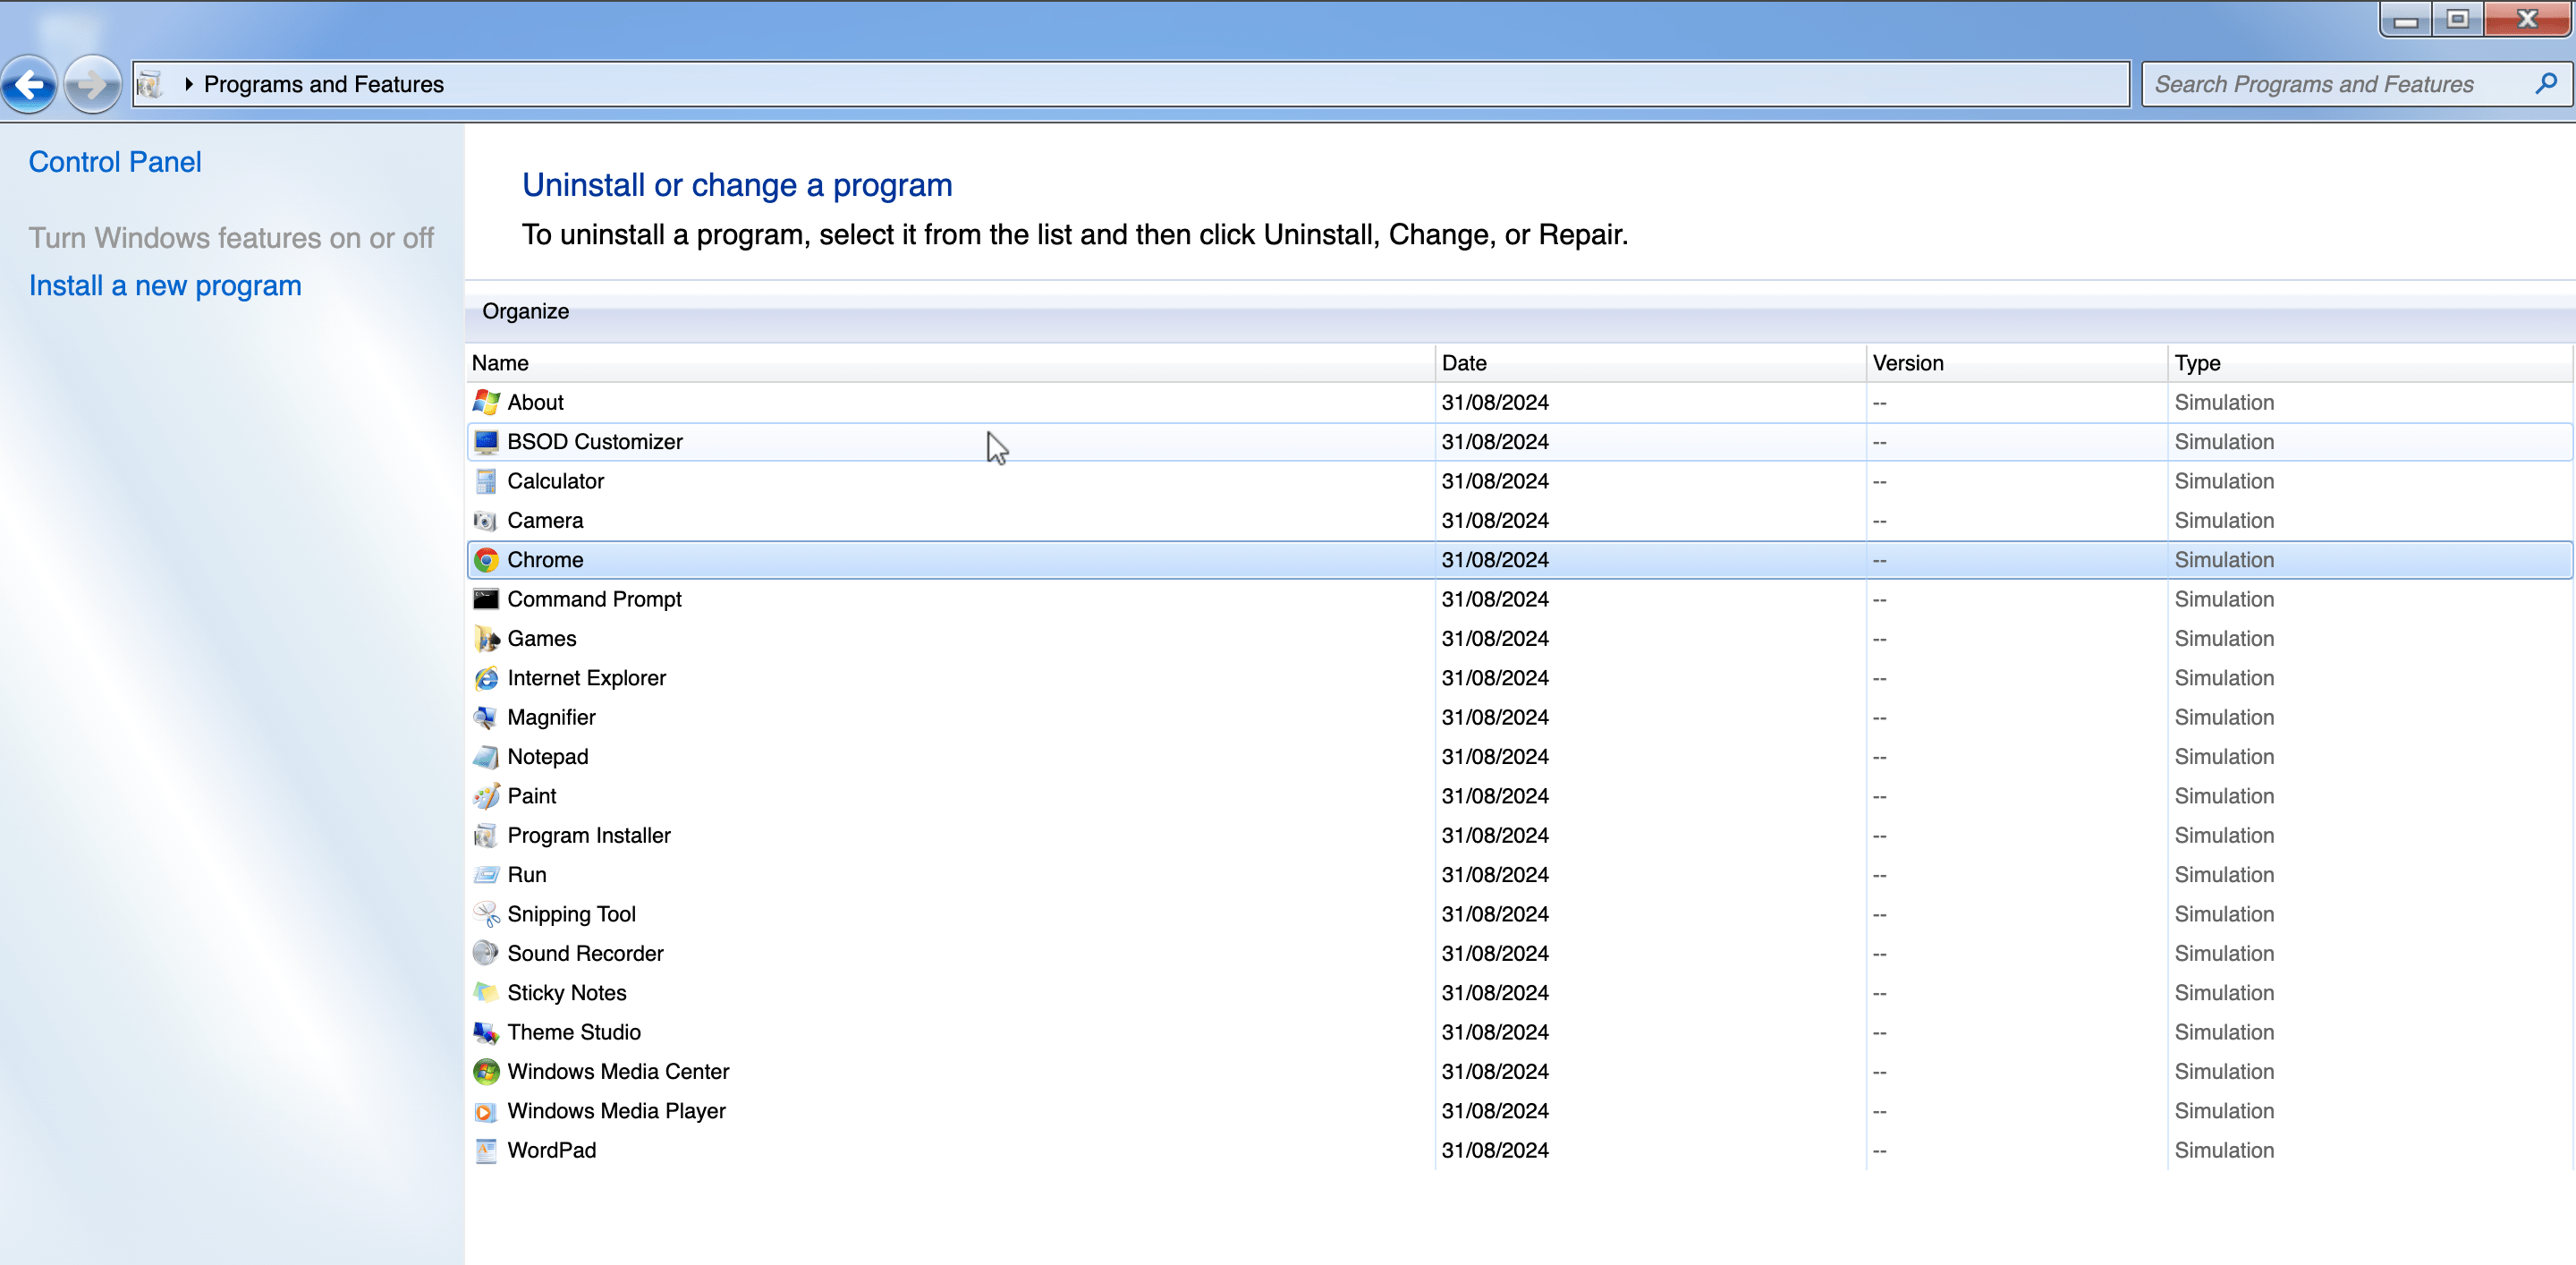 Programs and Features
Search Programs and Features
Control Panel
Turn Windows features on or off
Install a new program
Uninstall or change a program
To uninstall a program, select it from the list and then click Uninstall, Change, or Repair.
Organize
Name Date Version Type
About 31/08/2024 -- Simulation
BSOD Customizer 31/08/2024 -- Simulation
Calculator 31/08/2024 -- Simulation
Camera 31/08/2024 -- Simulation
Chrome 31/08/2024 -- Simulation
Command Prompt 31/08/2024 -- Simulation
Games 31/08/2024 -- Simulation
Internet Explorer 31/08/2024 -- Simulation
Magnifier 31/08/2024 -- Simulation
Notepad 31/08/2024 -- Simulation
Paint 31/08/2024 -- Simulation
Program Installer 31/08/2024 -- Simulation
Run 31/08/2024 -- Simulation
Snipping Tool 31/08/2024 -- Simulation
Sound Recorder 31/08/2024 -- Simulation
Sticky Notes 31/08/2024 -- Simulation
Theme Studio 31/08/2024 -- Simulation
Windows Media Center 31/08/2024 -- Simulation
Windows Media Player 31/08/2024 -- Simulation
WordPad 31/08/2024 -- Simulation